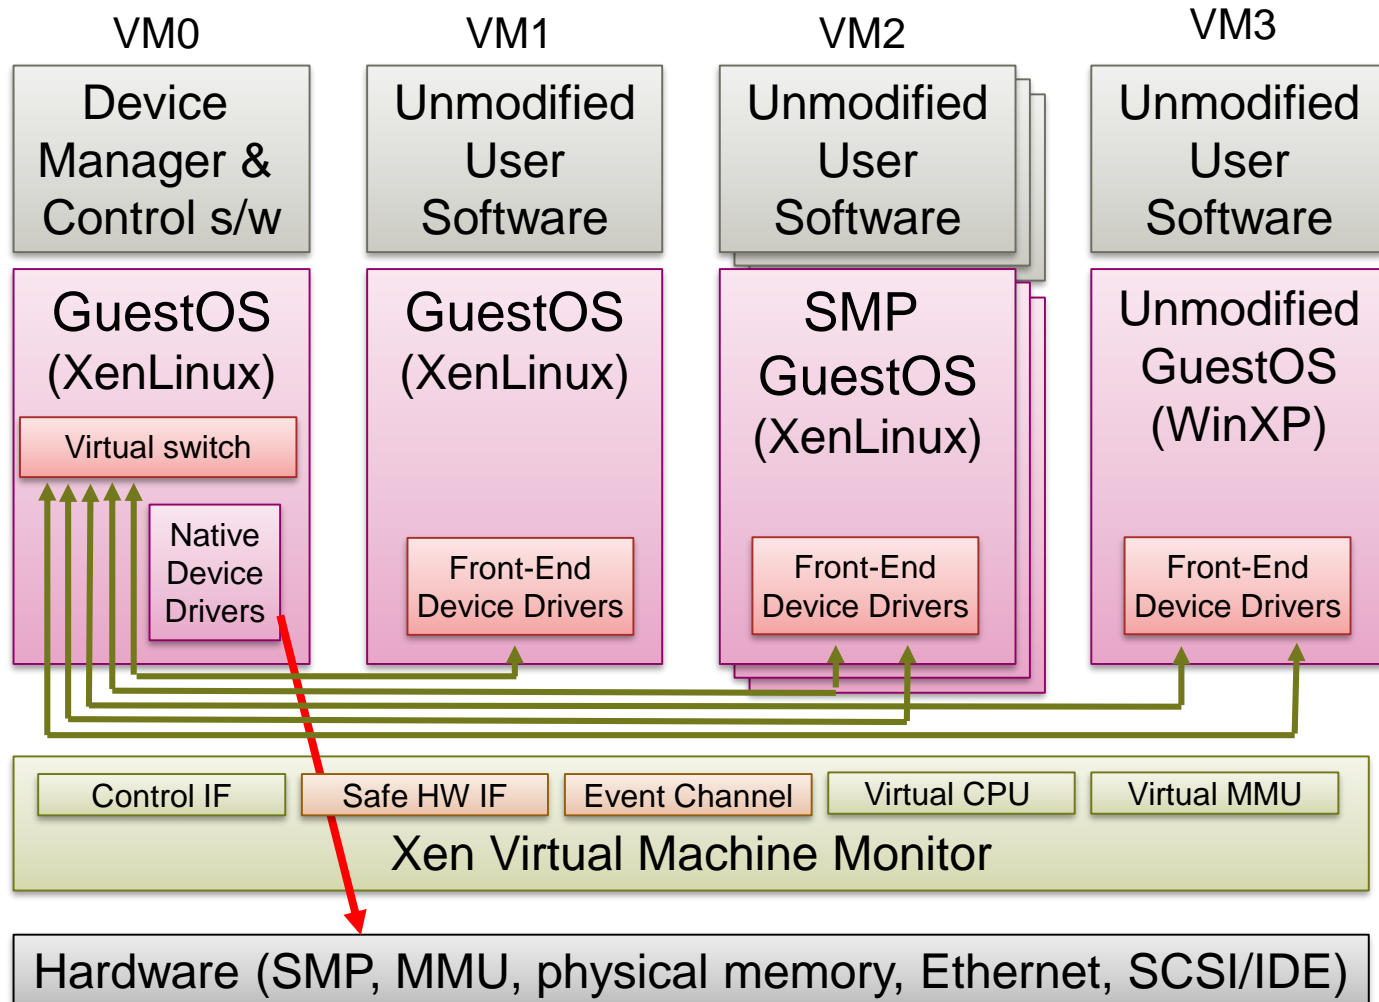 VM0
VM1
VM2
VM3
Device
Manager &
Control s/w
Unmodified
User
Software
Unmodified
User
Software
Unmodified
User
Software
GuestOS
(XenLinux)
Virtual switch
Native
Device
Drivers
GuestOS
(XenLinux)
Front-End
Device Drivers
SMP
GuestOS
(XenLinux)
Front-End
Device Drivers
Unmodified
GuestOS
(WinXP)
Front-End
Device Drivers
Control IF
Safe HW IF
Event Channel
Virtual CPU
Virtual MMU
Xen Virtual Machine Monitor
Hardware (SMP, MMU, physical memory, Ethernet, SCSI/IDE)